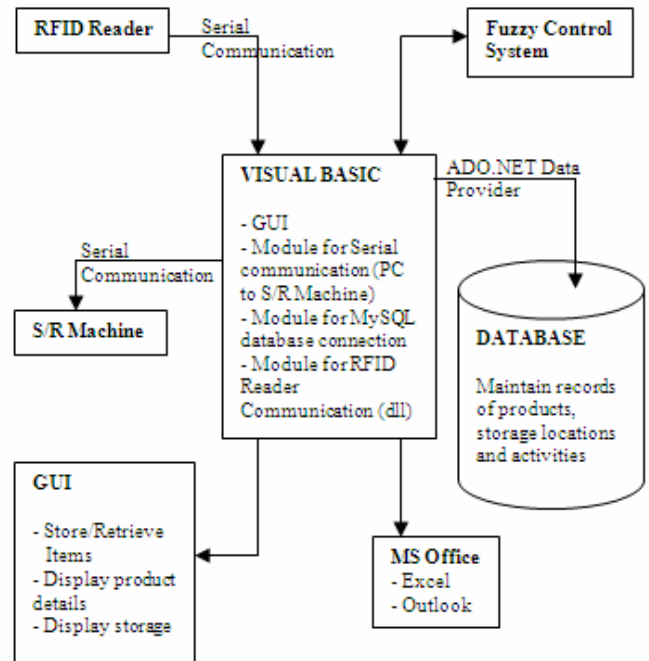 RFID Reader
Serial
Communication
Fuzzy Control
System
VISUAL BASIC
- GUI
- Module for Serial
communication (PC
to S/R Machine)
- Module for MySQL
database connection
- Module for RFID
Reader
Communication (dll)
ADO.NET Data
Provider
Serial
Communication
S/R Machine
DATABASE
Maintain records
of products,
storage locations
and activities
GUI
- Store/Retrieve
Items
- Display product
details
- Display storage
MS Office
- Excel
- Outlook